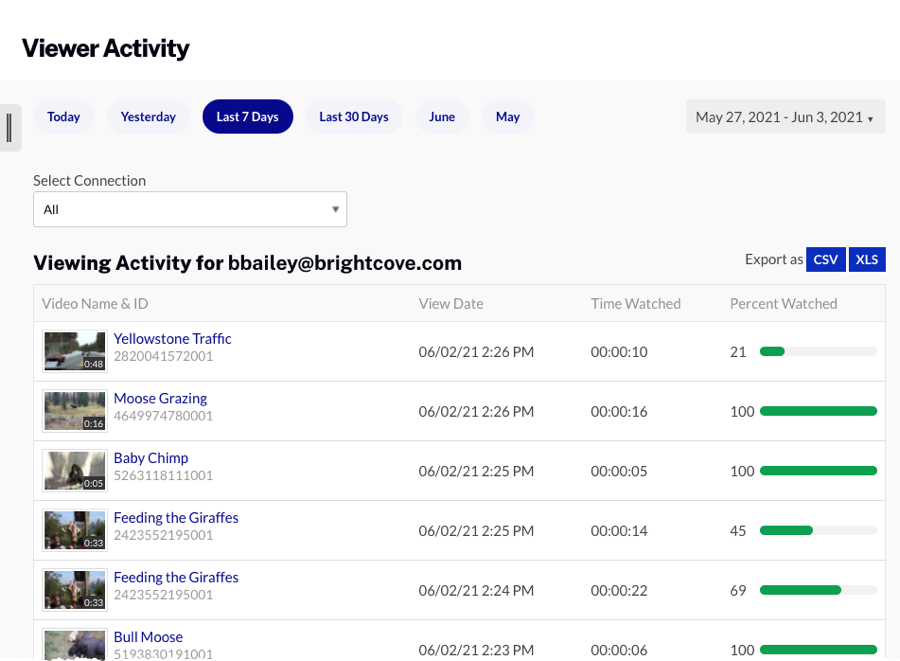 Viewer Activity
Today Yesterday Last 7 Days Last 30 Days June May May 27, 2021 - Jun 3, 2021
Select Connection
All
Viewing Activity for bbailey@brightcove.com Export as CSV XLS
Video Name & ID View Date Time Watched Percent Watched
Yellowstone Traffic
2820041572001
0:48
06/02/21 2:26 PM 00:00:10 21
Moose Grazing
4649974780001
0:16
06/02/21 2:26 PM 00:00:16 100
Baby Chimp
5263118111001
0:05
06/02/21 2:25 PM 00:00:05 100
Feeding the Giraffes
2423552195001
0:33
06/02/21 2:25 PM 00:00:14 45
Feeding the Giraffes
2423552195001
0:33
06/02/21 2:24 PM 00:00:22 69
Bull Moose
5193830191001
06/02/21 2:23 PM 00:00:06 100